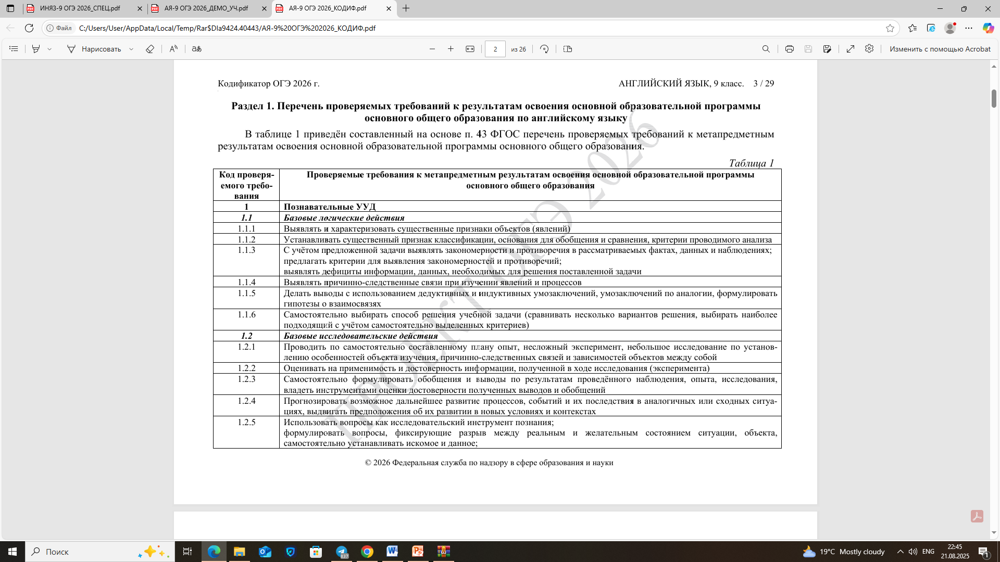 ИНЯЗ-9 ОГЭ 2026_СПЕЦ.pdf
АЯ-9 ОГЭ 2026_ДЕМО_УЧ.pdf
АЯ-9 ОГЭ 2026_КОДИФ.pdf
Файл
C:/Users/User/AppData/Local/Temp/Rar$DIa9424.40443/АЯ-9%20ОГЭ%202026_КОДИФ.pdf
Нарисовать
2
из 26
Изменить с помощью Acrobat
Кодификатор ОГЭ 2026 г.
АНГЛИЙСКИЙ ЯЗЫК, 9 класс. 3 / 29
Раздел 1. Перечень проверяемых требований к результатам освоения основной образовательной программы
основного общего образования по английскому языку
В таблице 1 приведён составленный на основе п. 43 ФГОС перечень проверяемых требований к метапредметным
результатам освоения основной образовательной программы основного общего образования.
Таблица 1
Код проверя-
емого требо-
вания
Проверяемые требования к метапредметным результатам освоения основной образовательной программы
основного общего образования
1
Познавательные УУД
1.1
Базовые логические действия
1.1.1
Выявлять и характеризовать существенные признаки объектов (явлений)
1.1.2
Устанавливать существенный признак классификации, основания для обобщения и сравнения, критерии проводимого анализа
1.1.3
С учётом предложенной задачи выявлять закономерности и противоречия в рассматриваемых фактах, данных и наблюдениях;
предлагать критерии для выявления закономерностей и противоречий;
выявлять дефициты информации, данных, необходимых для решения поставленной задачи
1.1.4
Выявлять причинно-следственные связи при изучении явлений и процессов
1.1.5
Делать выводы с использованием дедуктивных и индуктивных умозаключений, умозаключений по аналогии, формулировать
гипотезы о взаимосвязях
1.1.6
Самостоятельно выбирать способ решения учебной задачи (сравнивать несколько вариантов решения, выбирать наиболее
подходящий с учётом самостоятельно выделенных критериев)
1.2
Базовые исследовательские действия
1.2.1
Проводить по самостоятельно составленному плану опыт, несложный эксперимент, небольшое исследование по установ-
лению особенностей объекта изучения, причинно-следственных связей и зависимостей объектов между собой
1.2.2
Оценивать на применимость и достоверность информации, полученной в ходе исследования (эксперимента)
1.2.3
Самостоятельно формулировать обобщения и выводы по результатам проведённого наблюдения, опыта, исследования,
владеть инструментами оценки достоверности полученных выводов и обобщений
1.2.4
Прогнозировать возможное дальнейшее развитие процессов, событий и их последствия в аналогичных или сходных ситуа-
циях, выдвигать предположения об их развитии в новых условиях и контекстах
1.2.5
Использовать вопросы как исследовательский инструмент познания;
формулировать вопросы, фиксирующие разрыв между реальным и желательным состоянием ситуации, объекта,
самостоятельно устанавливать искомое и данное;
ПРОЕКТ ОГЭ 2026
© 2026 Федеральная служба по надзору в сфере образования и науки
Поиск
837
19°C Mostly cloudy
ENG
22:45
21.08.2025
1